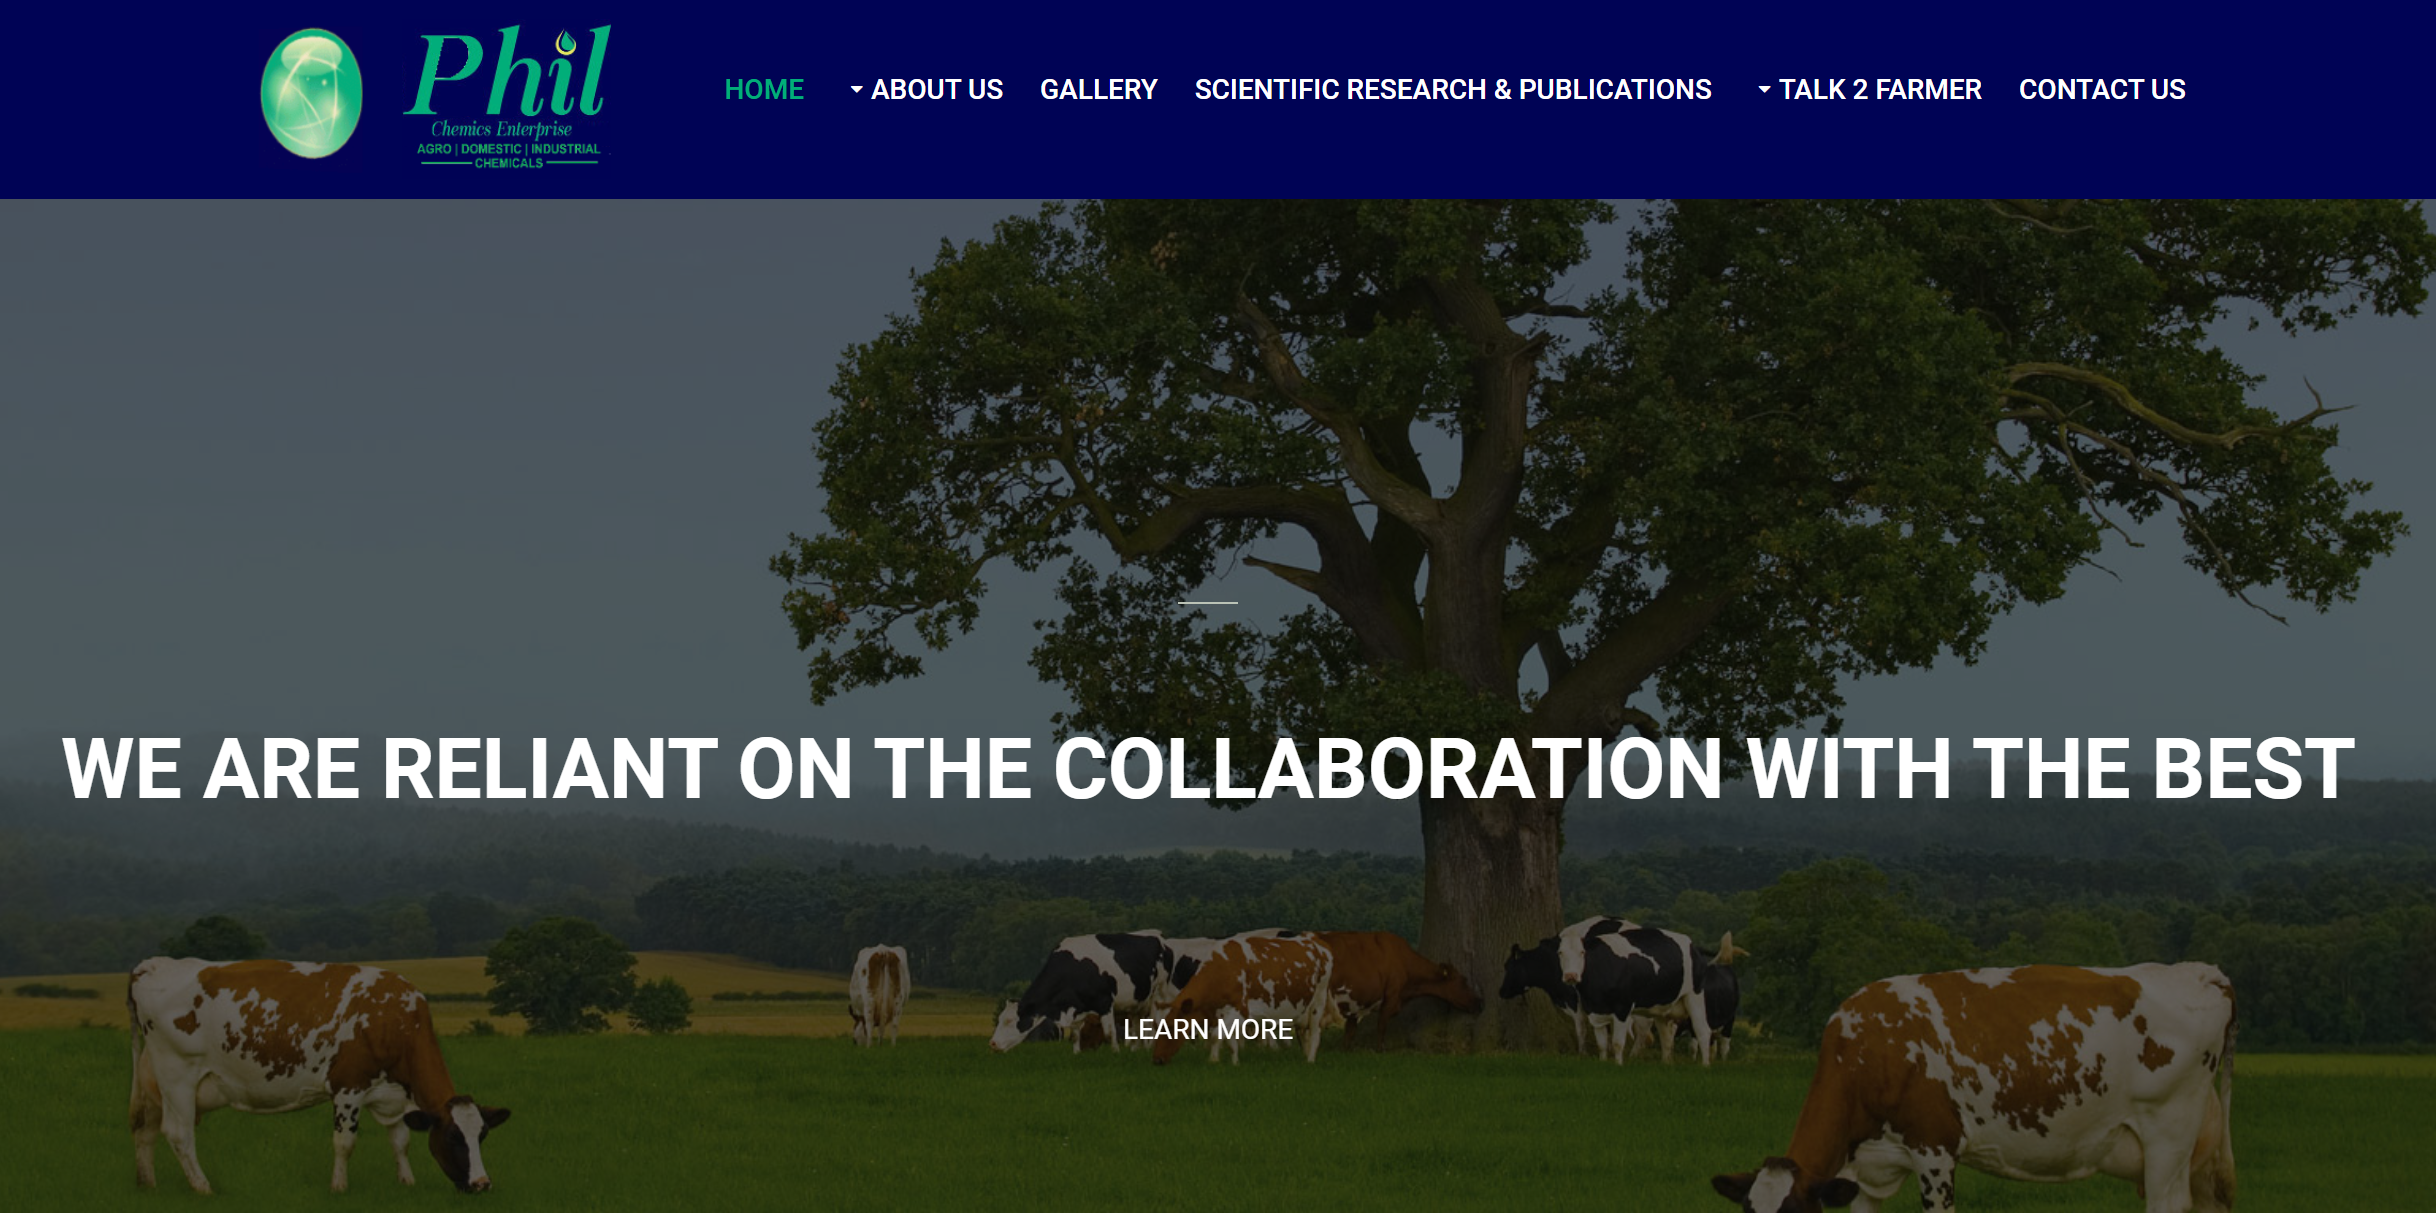 Phil
Chemics Enterprise
AGRO | DOMESTIC | INDUSTRIAL
CHEMICALS
HOME ABOUT US GALLERY SCIENTIFIC RESEARCH & PUBLICATIONS TALK 2 FARMER CONTACT US
WE ARE RELIANT ON THE COLLABORATION WITH THE BEST
LEARN MORE